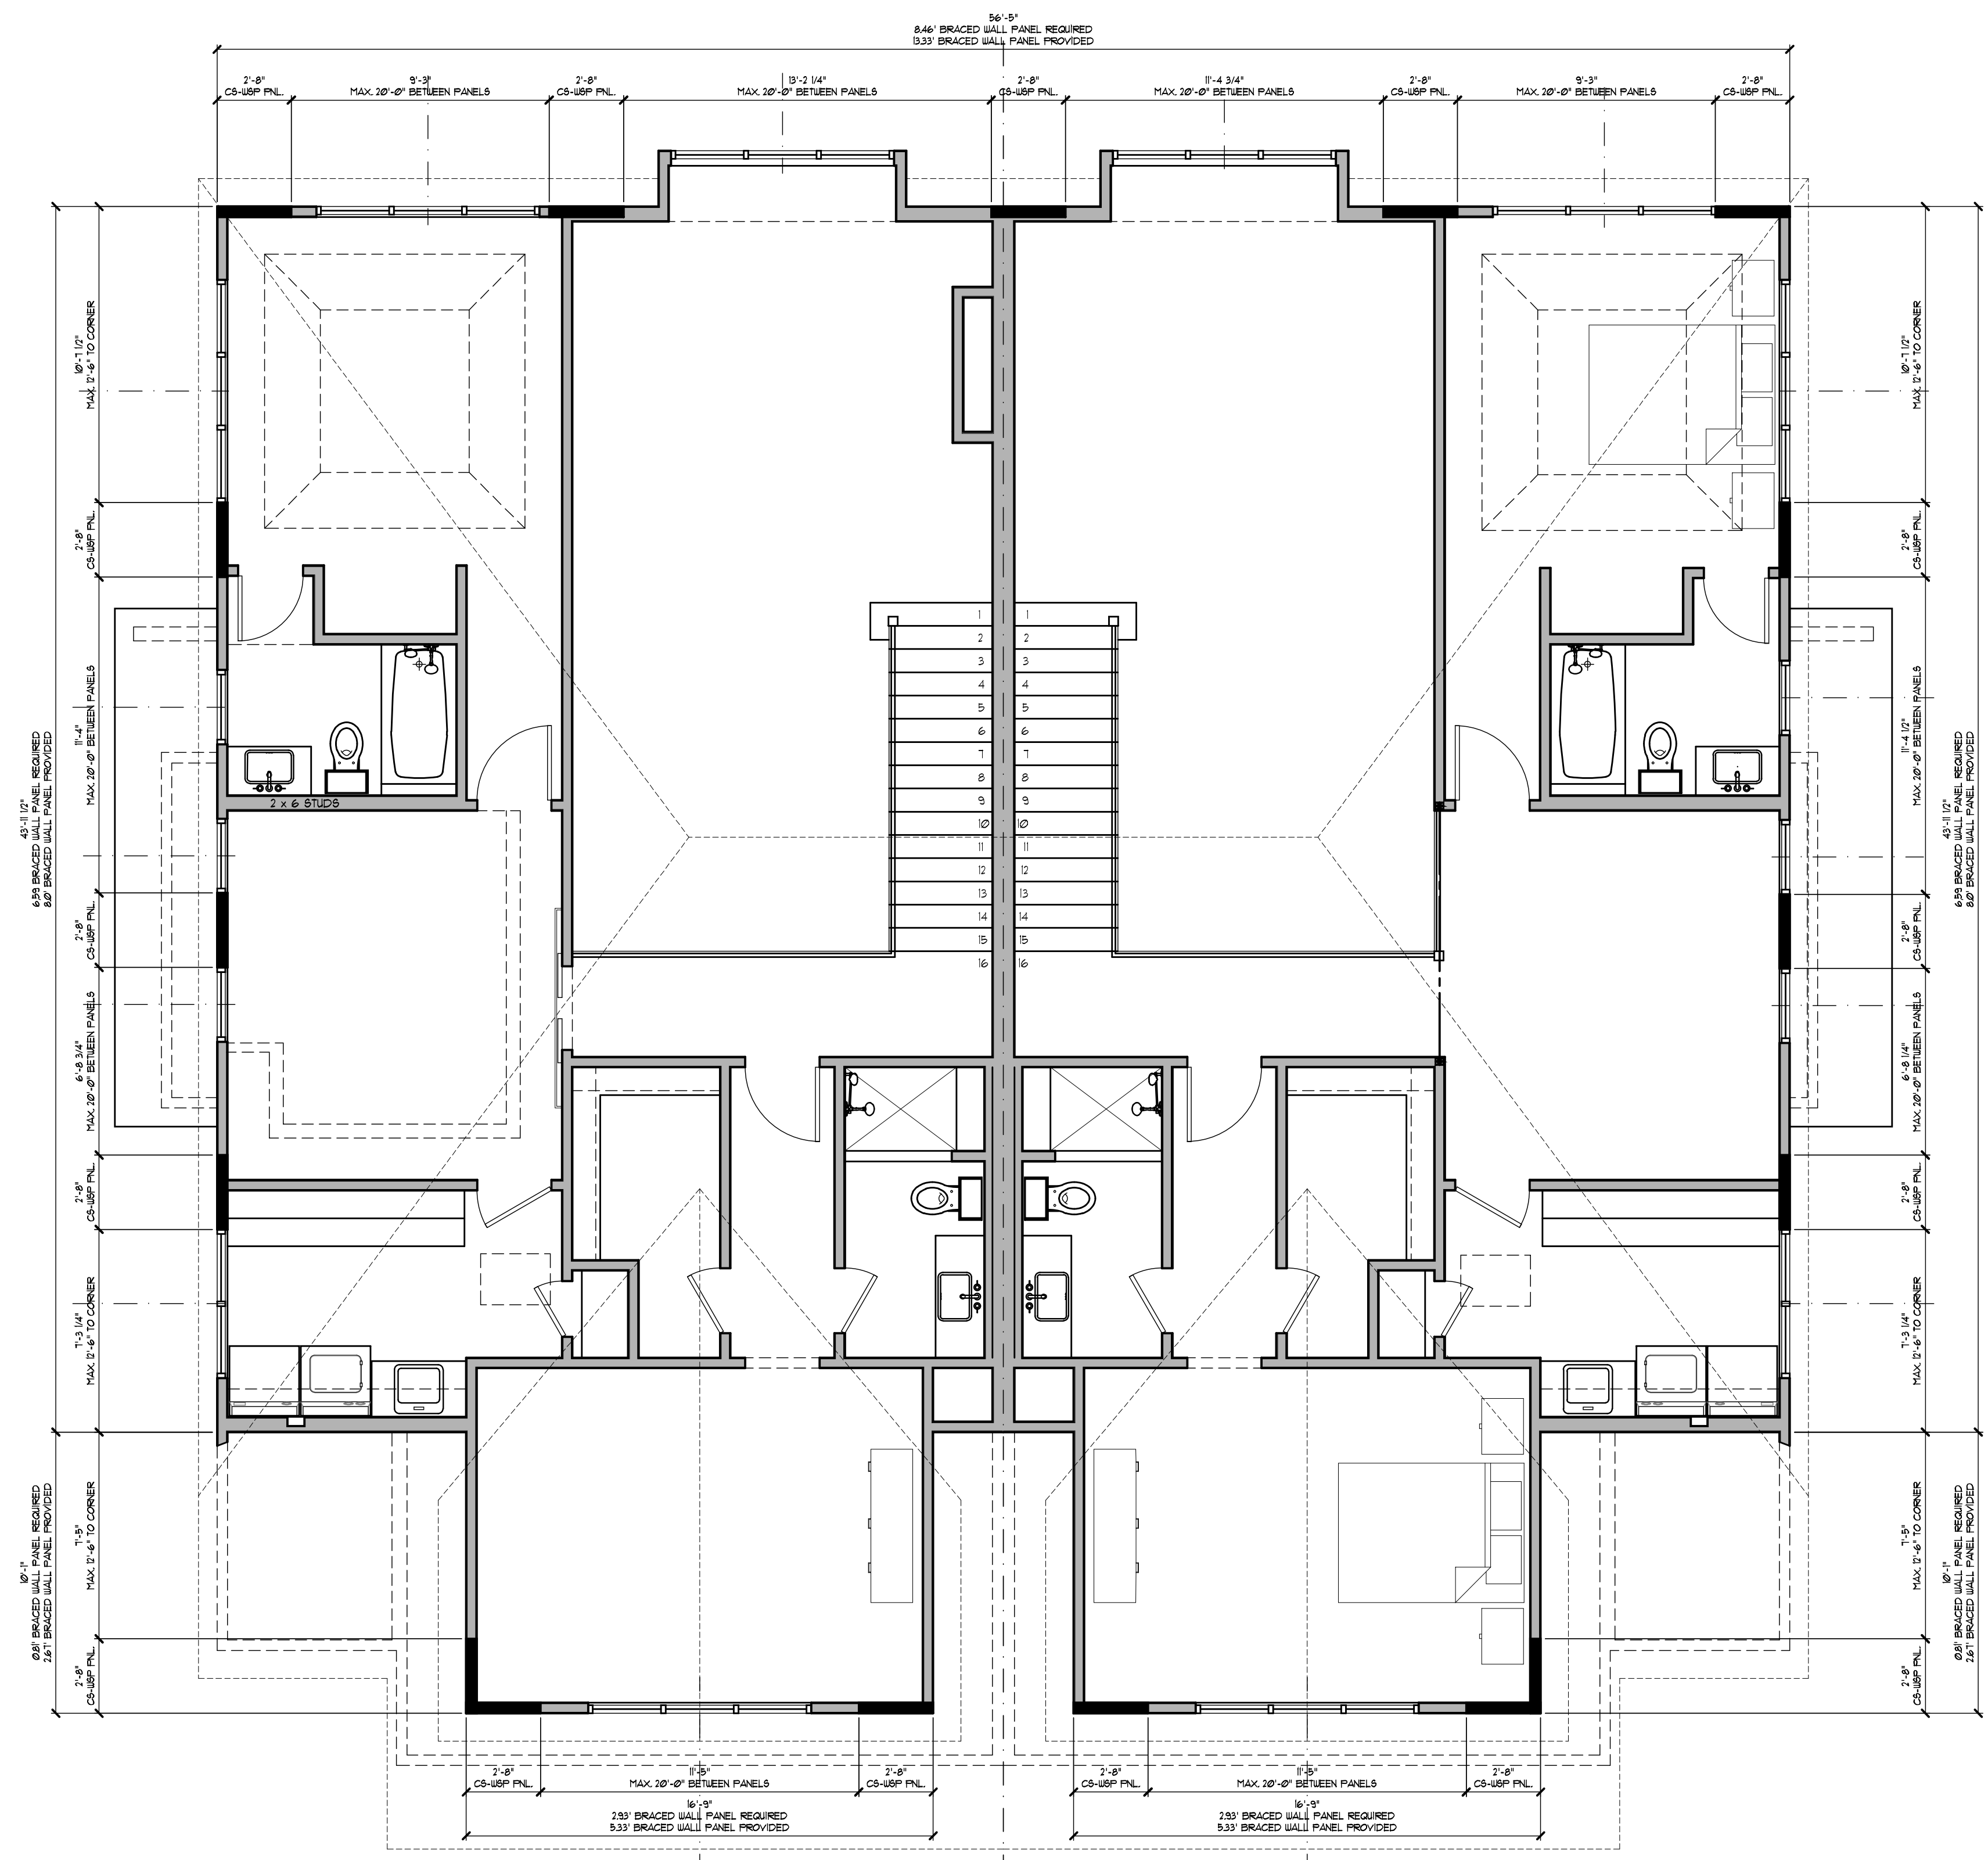 56'-5"
8.46' BRACED WALL PANEL REQUIRED
13.33' BRACED WALL PANEL PROVIDED
2'-8"
CS-WSP PNL.
9'-3"
MAX. 20'-0" BETWEEN PANELS
2'-8"
CS-WSP PNL.
13'-2 1/4"
MAX. 20'-0" BETWEEN PANELS
2'-8"
CS-WSP PNL.
11'-4 3/4"
MAX. 20'-0" BETWEEN PANELS
2'-8"
CS-WSP PNL.
9'-3"
MAX. 20'-0" BETWEEN PANELS
2'-8"
CS-WSP PNL.
43'-11 1/2"
6.59 BRACED WALL PANEL REQUIRED
8.0' BRACED WALL PANEL PROVIDED
10'-7 1/2"
MAX. 12'-6" TO CORNER
2'-8"
CS-WSP PNL.
11'-4"
MAX. 20'-0" BETWEEN PANELS
2'-8"
CS-WSP PNL.
6'-8 3/4"
MAX. 20'-0" BETWEEN PANELS
2'-8"
CS-WSP PNL.
7'-3 1/4"
MAX. 12'-6" TO CORNER
10'-1"
0.81' BRACED WALL PANEL REQUIRED
2.67' BRACED WALL PANEL PROVIDED
7'-5"
MAX. 12'-6" TO CORNER
2'-8"
CS-WSP PNL.
2 x 6 STUDS
1 1
2 2
3 3
4 4
5 5
6 6
7 7
8 8
9 9
10 10
11 11
12 12
13 13
14 14
15 15
16 16
10'-7 1/2"
MAX. 12'-6" TO CORNER
2'-8"
CS-WSP PNL.
11'-4 1/2"
MAX. 20'-0" BETWEEN PANELS
2'-8"
CS-WSP PNL.
6'-8 1/4"
MAX. 20'-0" BETWEEN PANELS
2'-8"
CS-WSP PNL.
7'-3 1/4"
MAX. 12'-6" TO CORNER
7'-5"
MAX. 12'-6" TO CORNER
2'-8"
CS-WSP PNL.
43'-11 1/2"
6.59 BRACED WALL PANEL REQUIRED
8.0' BRACED WALL PANEL PROVIDED
10'-1"
0.81' BRACED WALL PANEL REQUIRED
2.67' BRACED WALL PANEL PROVIDED
2'-8"
CS-WSP PNL.
11'-5"
MAX. 20'-0" BETWEEN PANELS
2'-8"
CS-WSP PNL.
16'-9"
2.93' BRACED WALL PANEL REQUIRED
5.33' BRACED WALL PANEL PROVIDED
2'-8"
CS-WSP PNL.
11'-5"
MAX. 20'-0" BETWEEN PANELS
2'-8"
CS-WSP PNL.
16'-9"
2.93' BRACED WALL PANEL REQUIRED
5.33' BRACED WALL PANEL PROVIDED